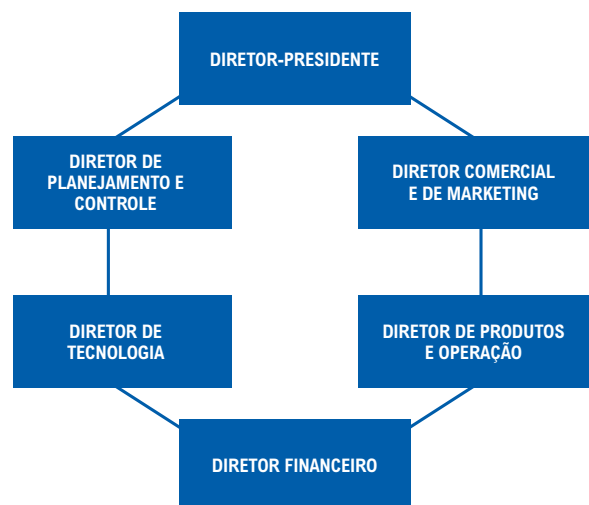 DIRETOR-PRESIDENTE
DIRETOR DE
PLANEJAMENTO E
CONTROLE
DIRETOR COMERCIAL
E DE MARKETING
DIRETOR DE
TECNOLOGIA
DIRETOR DE PRODUTOS
E OPERAÇÃO
DIRETOR FINANCEIRO